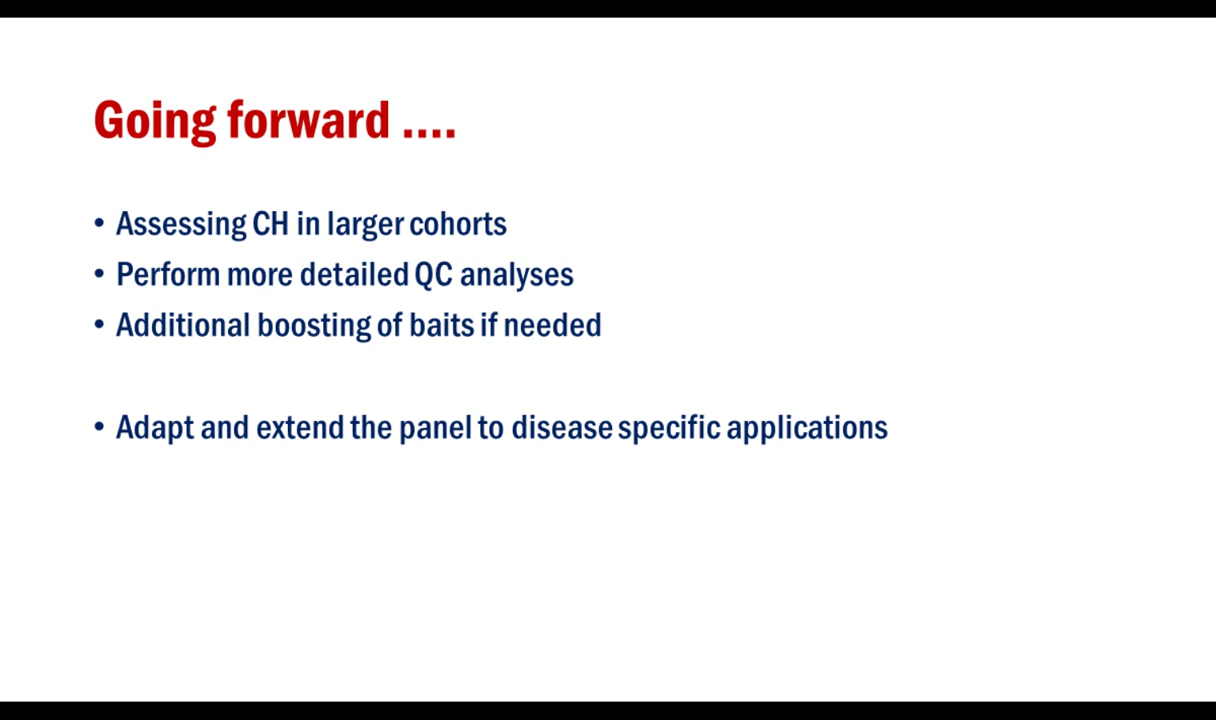 Going forward ....
• Assessing CH in larger cohorts
• Perform more detailed QC analyses
• Additional boosting of baits if needed
• Adapt and extend the panel to disease specific applications